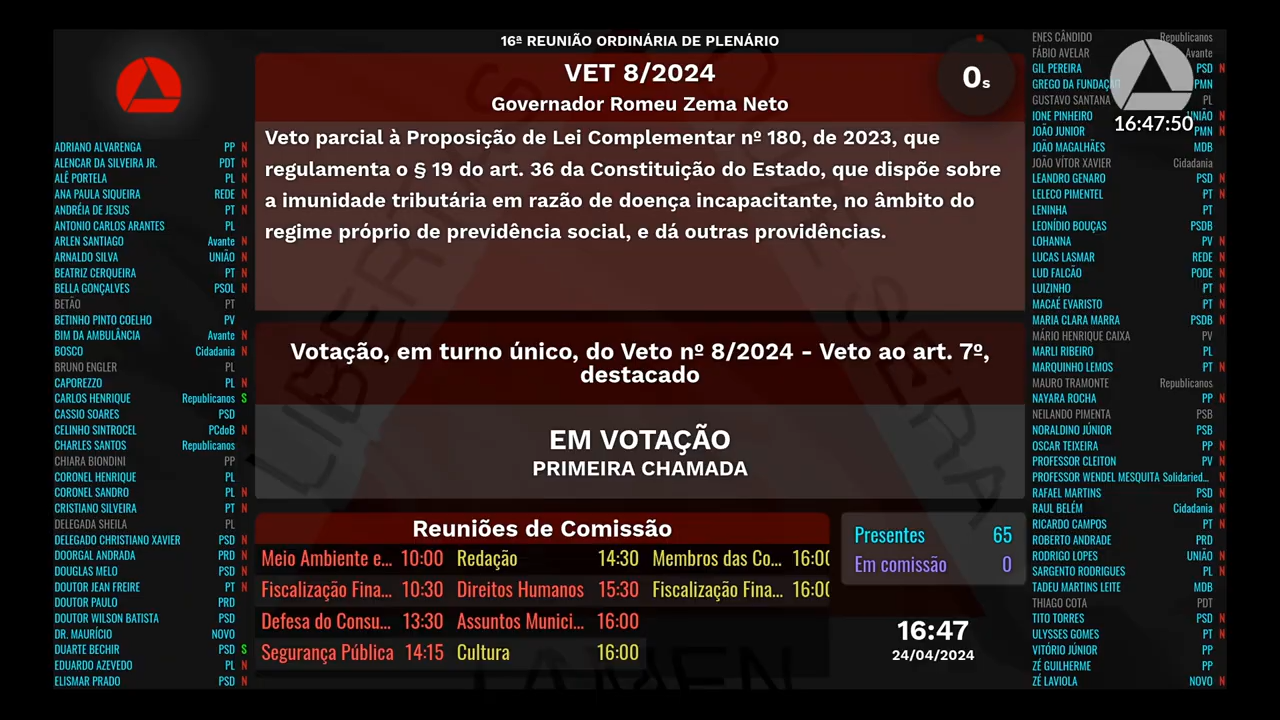 16ª REUNIÃO ORDINÁRIA DE PLENÁRIO
VET 8/2024
Governador Romeu Zema Neto
0s
16:47:50
Veto parcial à Proposição de Lei Complementar nº 180, de 2023, que
regulamenta o § 19 do art. 36 da Constituição do Estado, que dispõe sobre
a imunidade tributária em razão de doença incapacitante, no âmbito do
regime próprio de previdência social, e dá outras providências.
Votação, em turno único, do Veto nº 8/2024 - Veto ao art. 7º,
destacado
EM VOTAÇÃO
PRIMEIRA CHAMADA
Reuniões de Comissão
Meio Ambiente e... 10:00 Redação 14:30 Membros das Co... 16:00
Fiscalização Fina... 10:30 Direitos Humanos 15:30 Fiscalização Fina... 16:00
Defesa do Consu... 13:30 Assuntos Munici... 16:00
Segurança Pública 14:15 Cultura 16:00
Presentes 65
Em comissão 0
16:47
24/04/2024
ADRIANO ALVARENGA PP N
ALENCAR DA SILVEIRA JR. PDT N
ALÊ PORTELA PL N
ANA PAULA SIQUEIRA REDE N
ANDRÉIA DE JESUS PT N
ANTONIO CARLOS ARANTES PL
ARLEN SANTIAGO Avante N
ARNALDO SILVA UNIÃO N
BEATRIZ CERQUEIRA PT N
BELLA GONÇALVES PSOL N
BETÃO PT
BETINHO PINTO COELHO PV
BIM DA AMBULÂNCIA Avante N
BOSCO Cidadania N
BRUNO ENGLER PL
CAPOREZZO PL N
CARLOS HENRIQUE Republicanos S
CASSIO SOARES PSD
CELINHO SINTROCEL PCdoB N
CHARLES SANTOS Republicanos
CHIARA BIONDINI PP
CORONEL HENRIQUE PL
CORONEL SANDRO PL N
CRISTIANO SILVEIRA PT N
DELEGADA SHEILA PL
DELEGADO CHRISTIANO XAVIER PSD N
DOORGAL ANDRADA PRD N
DOUGLAS MELO PSD N
DOUTOR JEAN FREIRE PT N
DOUTOR PAULO PRD
DOUTOR WILSON BATISTA PSD
DR. MAURÍCIO NOVO
DUARTE BECHIR PSD S
EDUARDO AZEVEDO PL N
ELISMAR PRADO PSD N
ENES CÂNDIDO Republicanos
FÁBIO AVELAR Avante
GIL PEREIRA PSD N
GREGO DA FUNDAÇÃ PMN
GUSTAVO SANTANA PL
IONE PINHEIRO UNIÃO N
JOÃO JUNIOR PMN N
JOÃO MAGALHÃES MDB
JOÃO VÍTOR XAVIER Cidadania
LEANDRO GENARO PSD N
LELECO PIMENTEL PT N
LENINHA PT
LEONÍDIO BOUÇAS PSDB
LOHANNA PV N
LUCAS LASMAR REDE N
LUD FALCÃO PODE N
LUIZINHO PT N
MACAÉ EVARISTO PT N
MARIA CLARA MARRA PSDB N
MÁRIO HENRIQUE CAIXA PV
MARLI RIBEIRO PL
MARQUINHO LEMOS PT N
MAURO TRAMONTE Republicanos
NAYARA ROCHA PP N
NEILANDO PIMENTA PSB
NORALDINO JÚNIOR PSB
OSCAR TEIXEIRA PP N
PROFESSOR CLEITON PV N
PROFESSOR WENDEL MESQUITA Solidaried... N
RAFAEL MARTINS PSD N
RAUL BELÉM Cidadania N
RICARDO CAMPOS PT N
ROBERTO ANDRADE PRD
RODRIGO LOPES UNIÃO N
SARGENTO RODRIGUES PL N
TADEU MARTINS LEITE MDB
THIAGO COTA PDT
TITO TORRES PSD N
ULYSSES GOMES PT N
VITÓRIO JÚNIOR PP
ZÉ GUILHERME PP
ZÉ LAVIOLA NOVO N